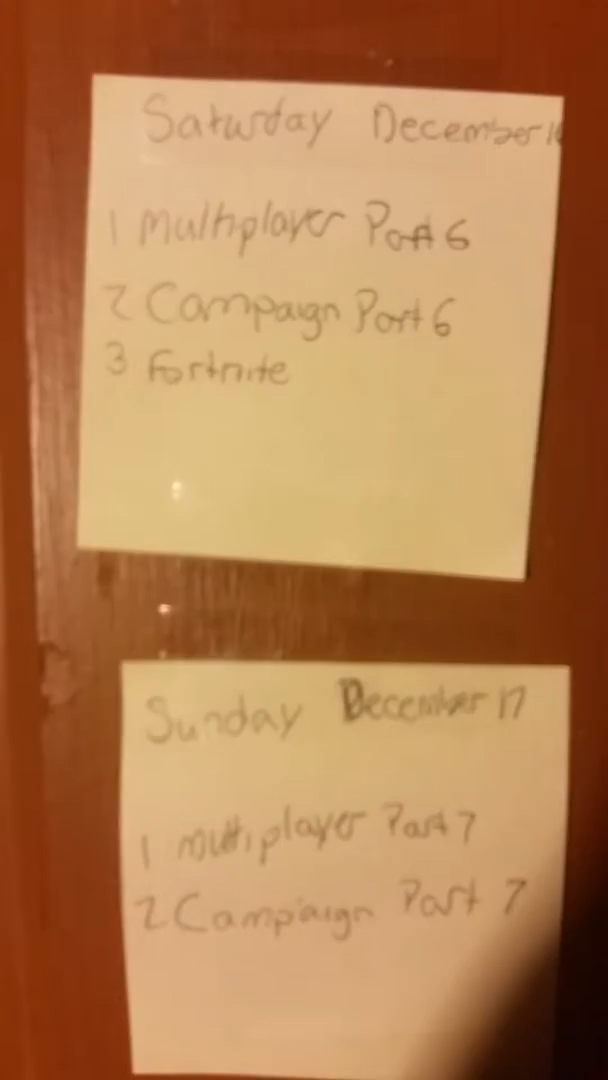 Saturday December 16
1 Multiplayer Part 6
2 Campaign Part 6
3 Fortnite
Sunday December 17
1 multiplayer Part 7
2 Campaign Part 7